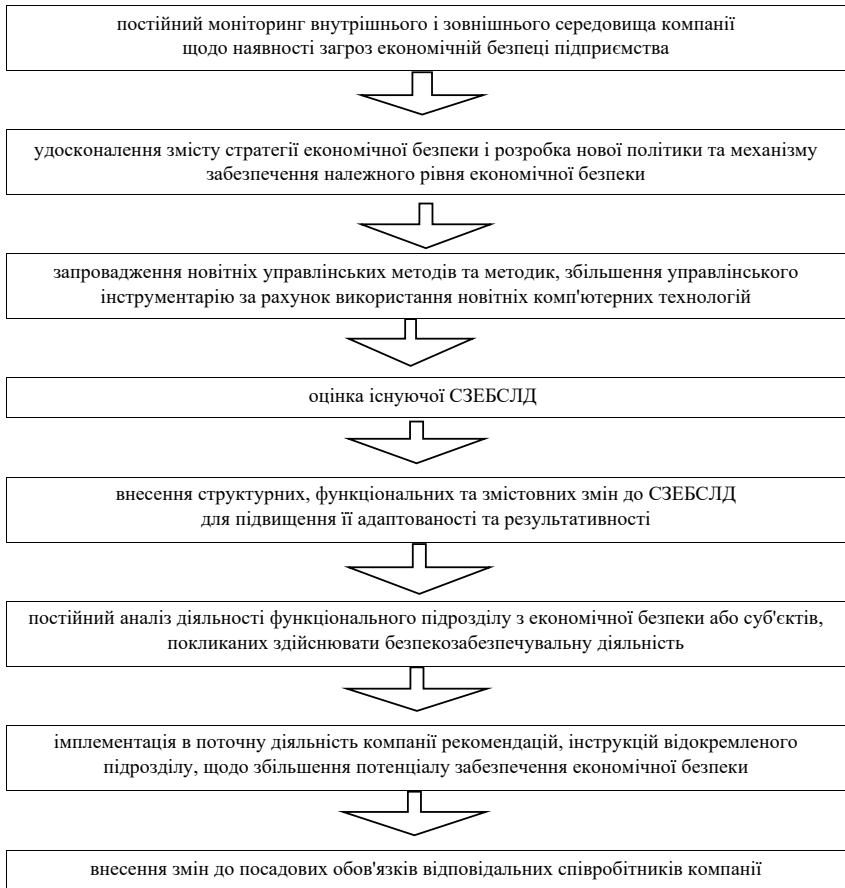 постійний моніторинг внутрішнього і зовнішнього середовища компанії
щодо наявності загроз економічній безпеці підприємства
удосконалення змісту стратегії економічної безпеки і розробка нової політики та механізму
забезпечення належного рівня економічної безпеки
запровадження новітніх управлінських методів та методик, збільшення управлінського
інструментарію за рахунок використання новітніх комп'ютерних технологій
оцінка існуючої СЗЕБСЛД
внесення структурних, функціональних та змістовних змін до СЗЕБСЛД
для підвищення її адаптованості та результативності
постійний аналіз діяльності функціонального підрозділу з економічної безпеки або суб'єктів,
покликаних здійснювати безпекозабезпечувальну діяльність
імплементація в поточну діяльність компанії рекомендацій, інструкцій відокремленого
підрозділу, щодо збільшення потенціалу забезпечення економічної безпеки
внесення змін до посадових обов'язків відповідальних співробітників компанії